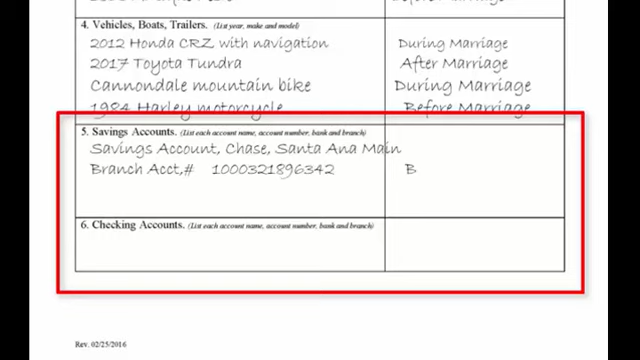 4. Vehicles, Boats, Trailers. (List year, make and model)
2012 Honda CRZ with navigation During Marriage
2017 Toyota Tundra After Marriage
Cannondale mountain bike During Marriage
1984 Harley motorcycle Before Marriage
5. Savings Accounts. (List each account name, account number, bank and branch)
Savings Account, Chase, Santa Ana Main
Branch Acct,# 1000321896342 B
6. Checking Accounts. (List each account name, account number, bank and branch)
Rev. 02/25/2016